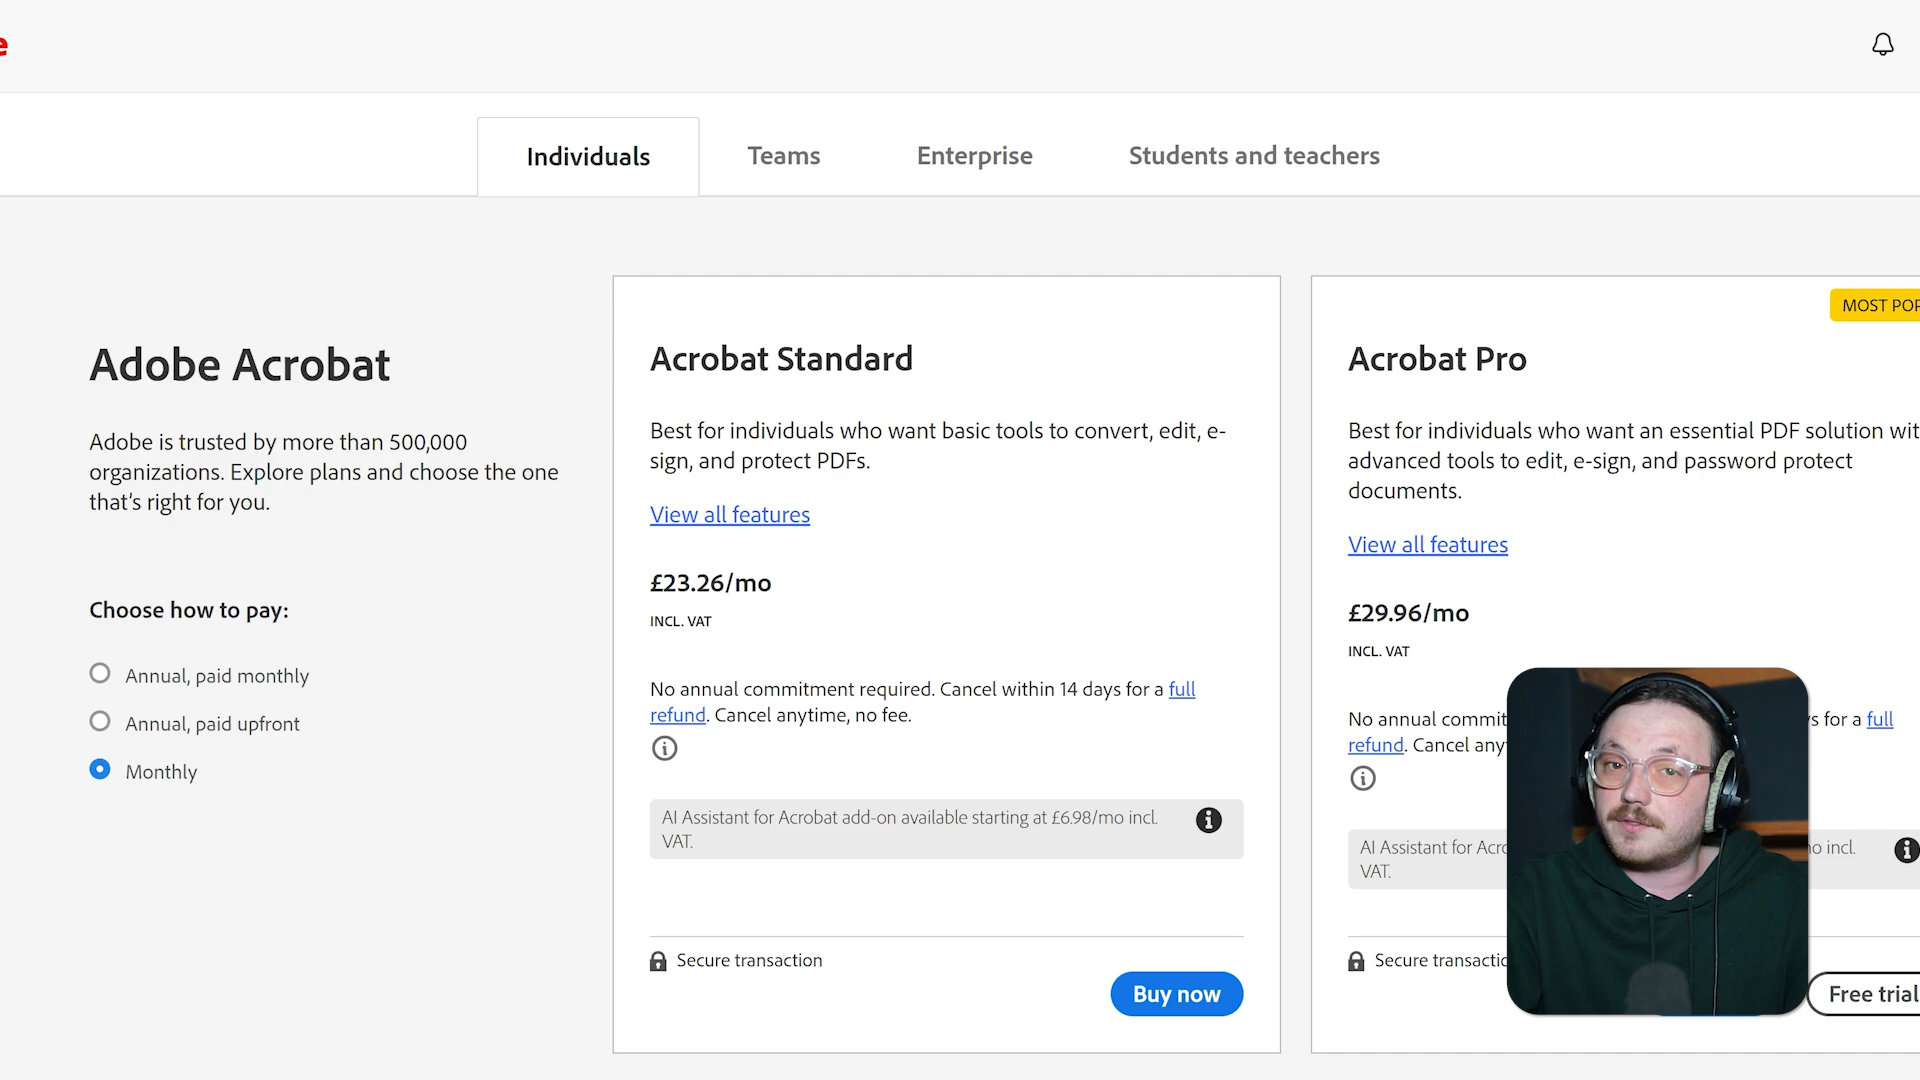 e
Individuals
Teams
Enterprise
Students and teachers
Adobe Acrobat
Adobe is trusted by more than 500,000
organizations. Explore plans and choose the one
that's right for you.
Choose how to pay:
Annual, paid monthly
Annual, paid upfront
Monthly
Acrobat Standard
Best for individuals who want basic tools to convert, edit, e-
sign, and protect PDFs.
View all features
£23.26/mo
INCL. VAT
No annual commitment required. Cancel within 14 days for a full
refund. Cancel anytime, no fee.
AI Assistant for Acrobat add-on available starting at £6.98/mo incl.
VAT.
Secure transaction
Buy now
MOST POP
Acrobat Pro
Best for individuals who want an essential PDF solution wit
advanced tools to edit, e-sign, and password protect
documents.
View all features
£29.96/mo
INCL. VAT
No annual commit s for a full
refund. Cancel any
AI Assistant for Acro o incl.
VAT.
Secure transactio
Free trial